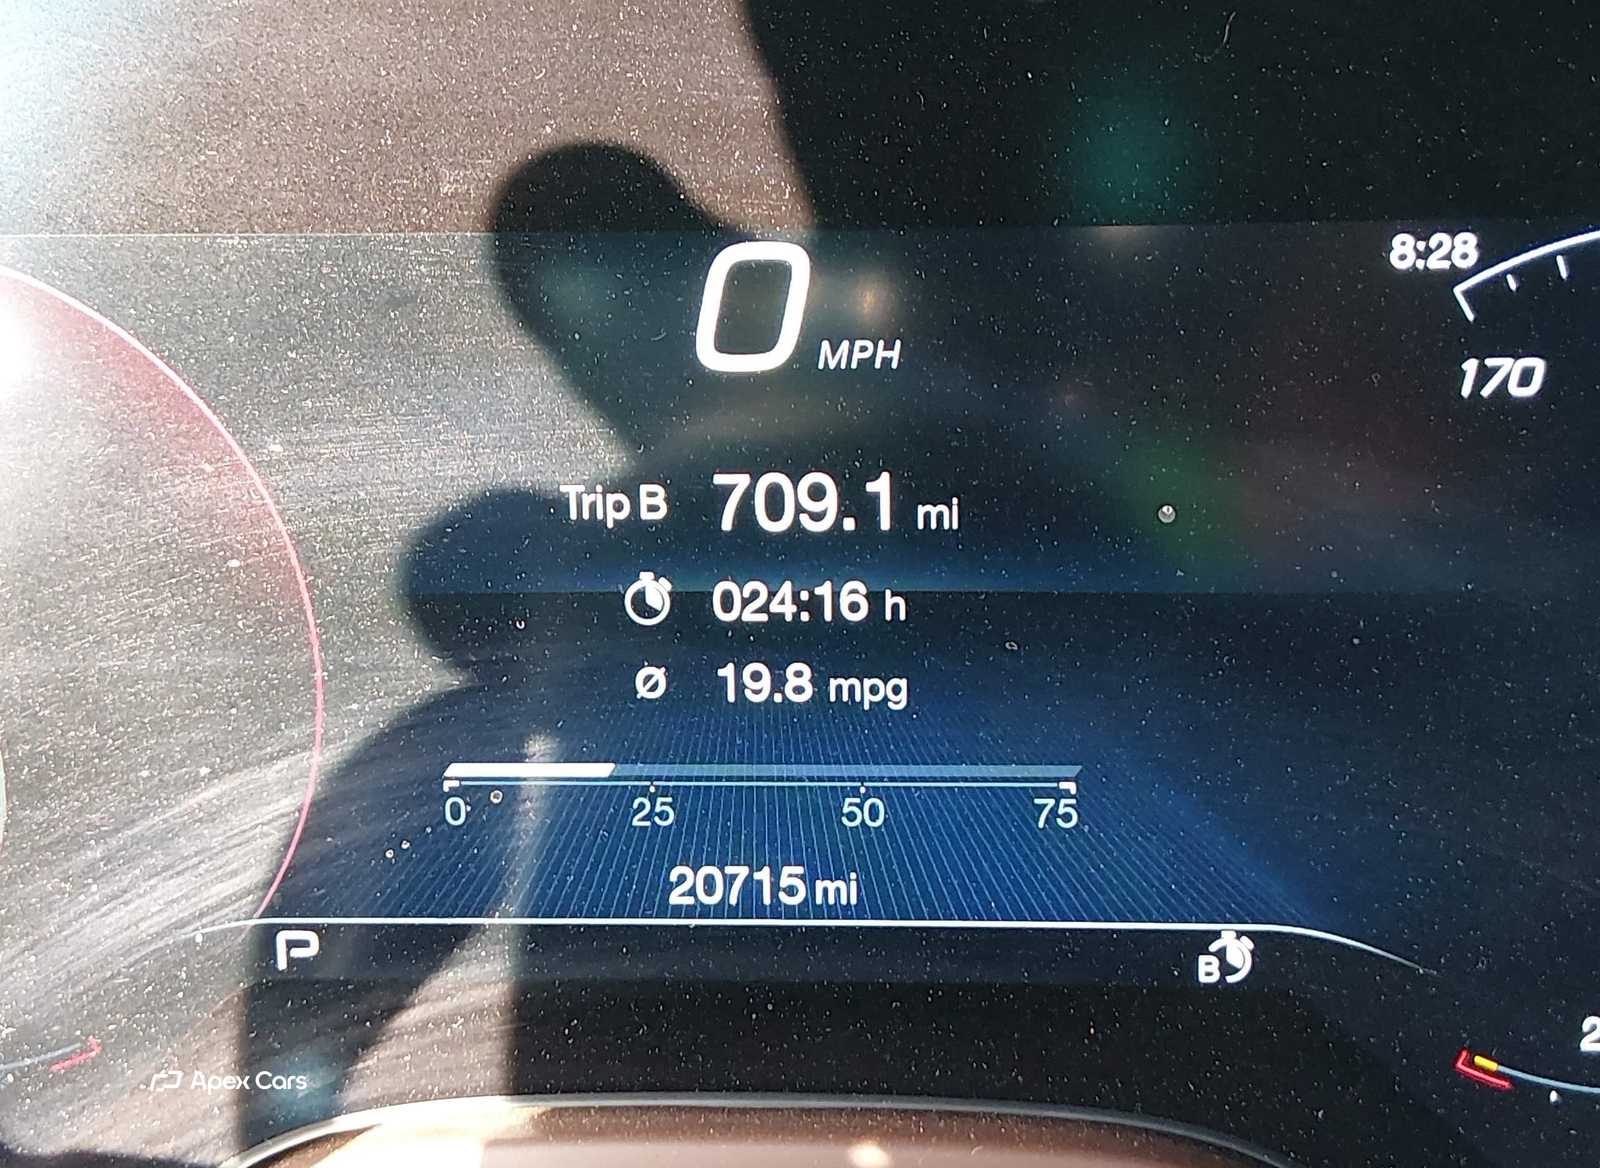 0 MPH
8:28
170
Trip B 709.1 mi
024:16 h
Ø 19.8 mpg
0 25 50 75
20715 mi
P
B
2
Apex Cars